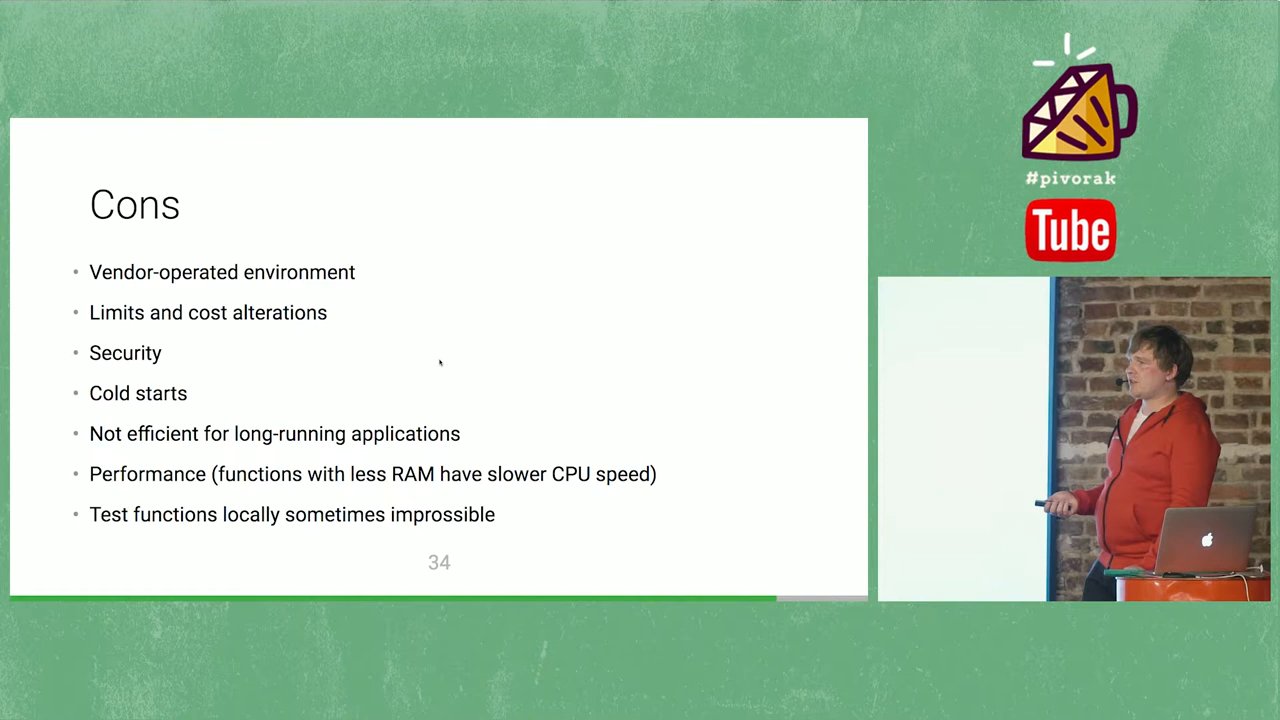 Cons
• Vendor-operated environment
• Limits and cost alterations
• Security
• Cold starts
• Not efficient for long-running applications
• Performance (functions with less RAM have slower CPU speed)
• Test functions locally sometimes improssible
34
#pivorak
Tube